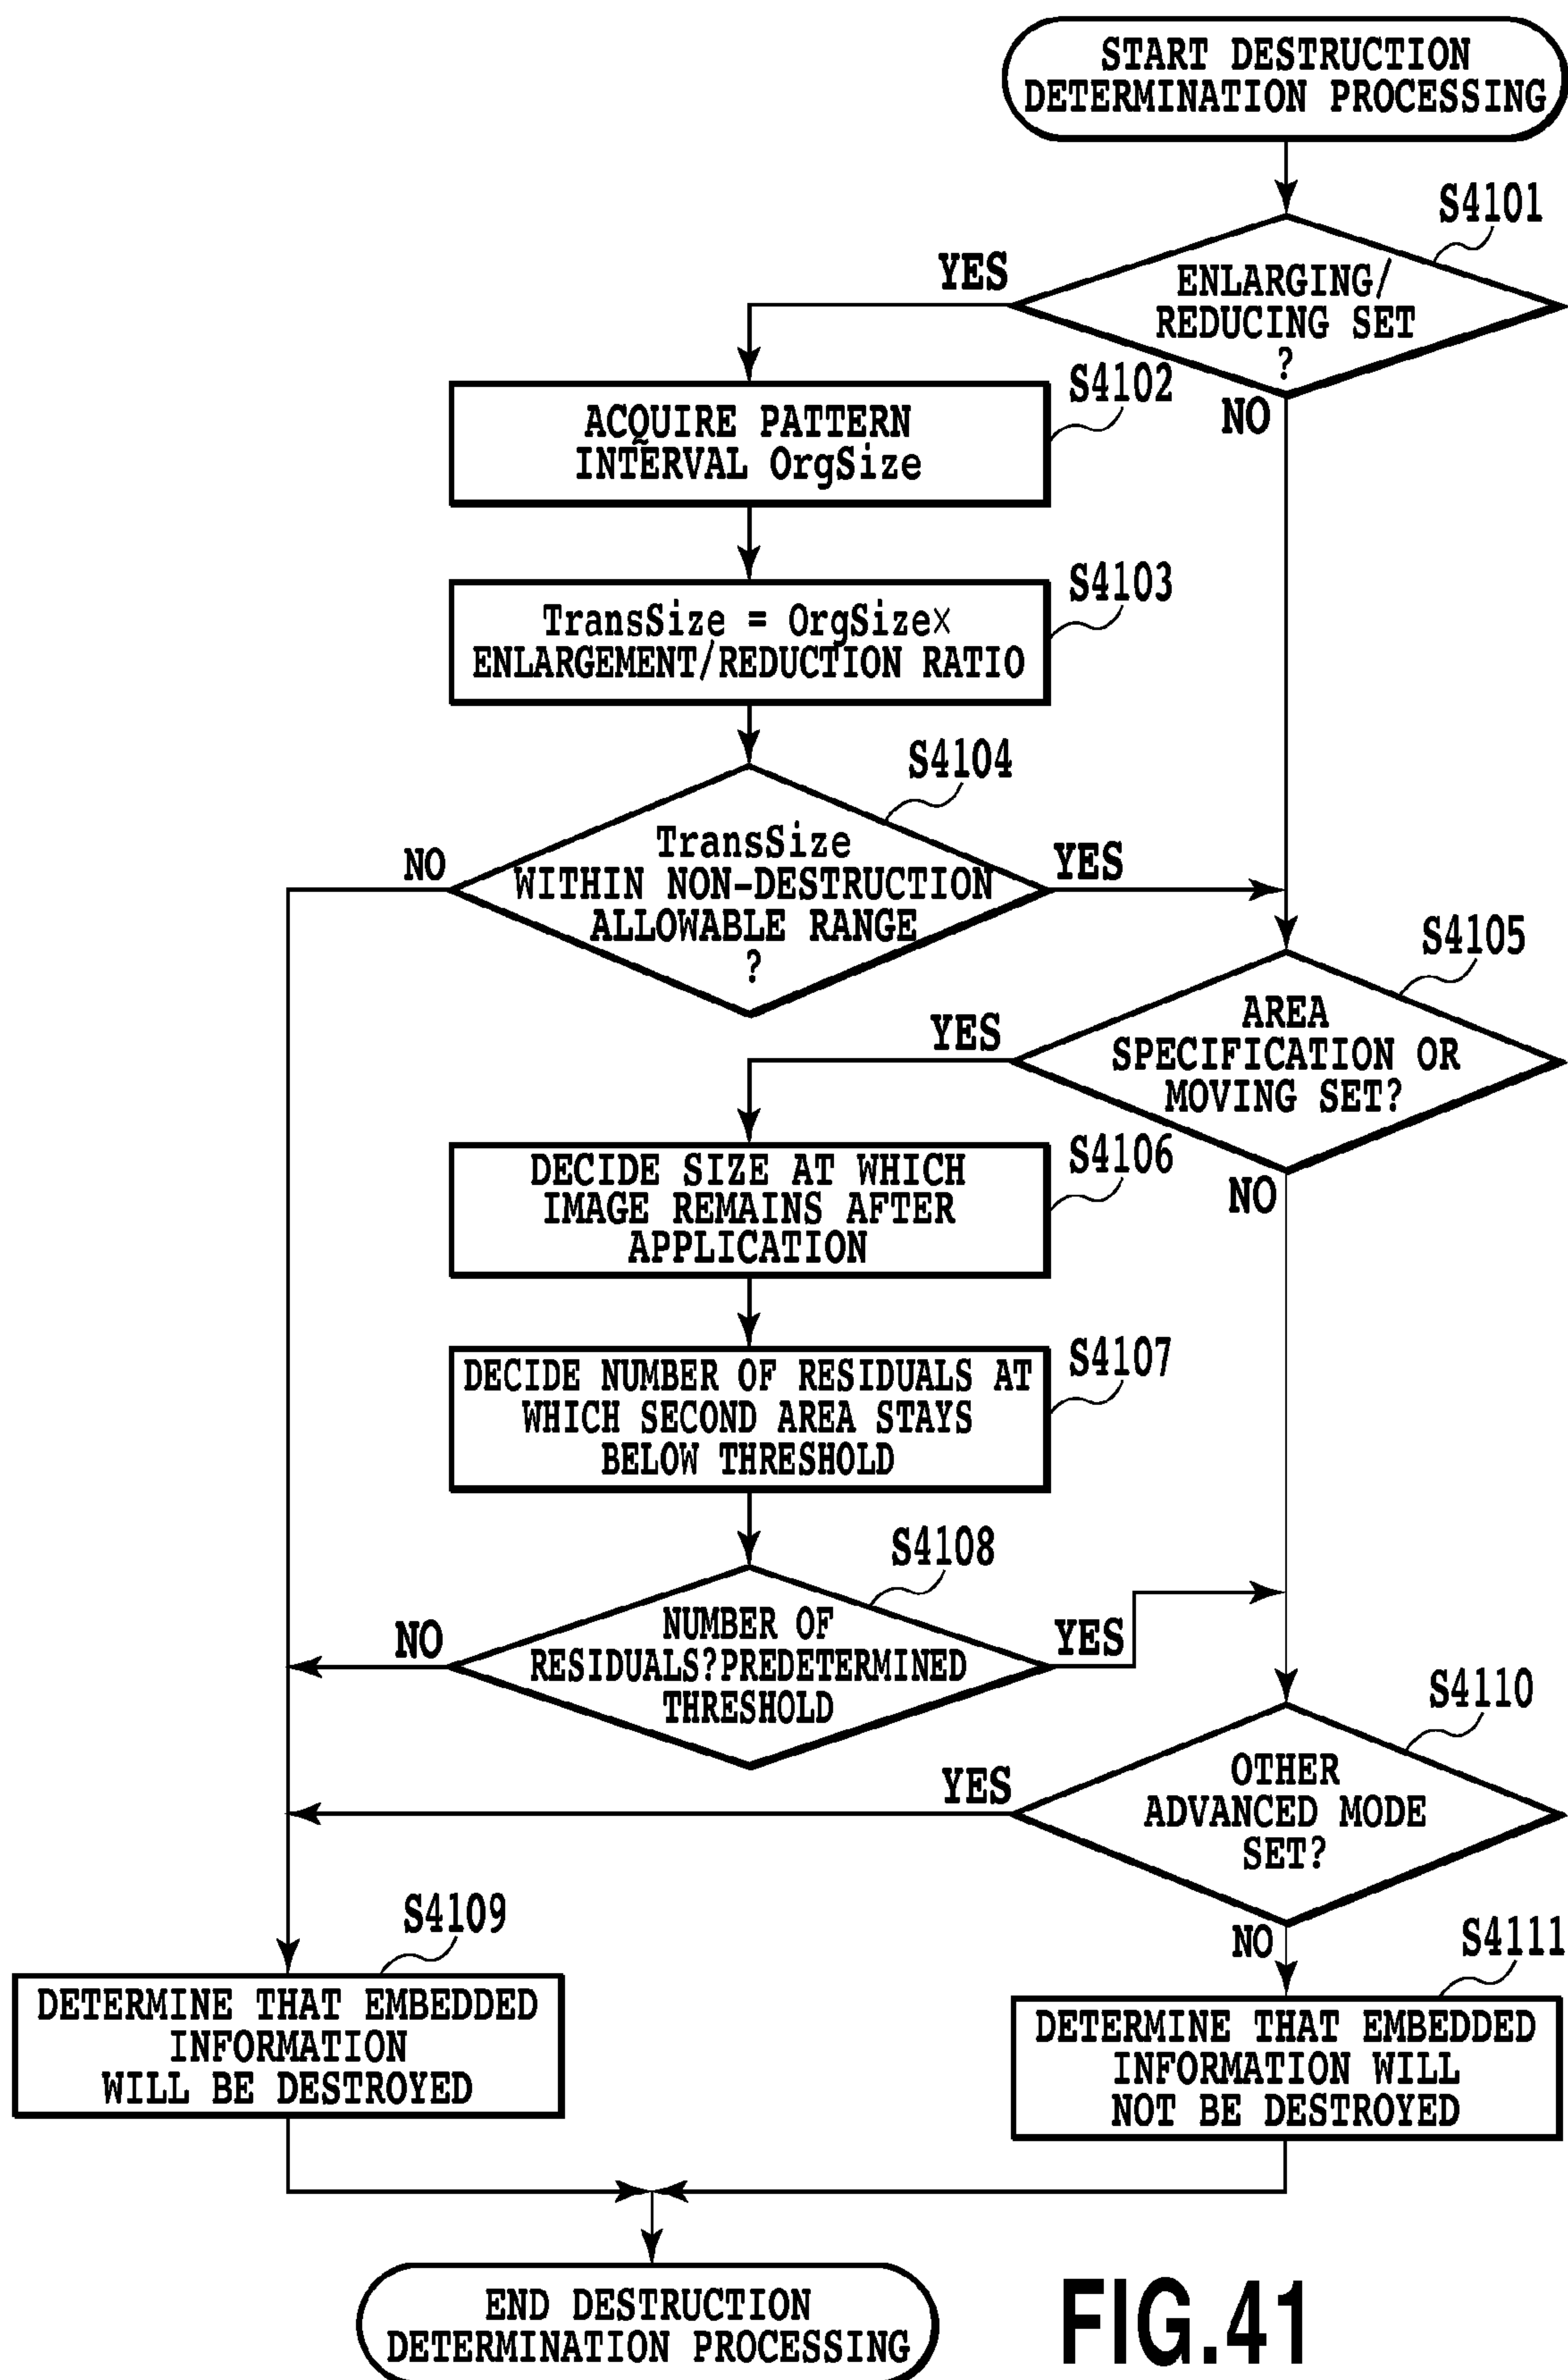 START DESTRUCTION
DETERMINATION PROCESSING
S4101
YES
ENLARGING/
REDUCING SET
?
NO
S4102
ACQUIRE PATTERN
INTERVAL OrgSize
S4103
TransSize = OrgSize×
ENLARGEMENT/REDUCTION RATIO
S4104
NO
TransSize
WITHIN NON-DESTRUCTION
ALLOWABLE RANGE
?
YES
S4105
YES
AREA
SPECIFICATION OR
MOVING SET?
NO
S4106
DECIDE SIZE AT WHICH
IMAGE REMAINS AFTER
APPLICATION
S4107
DECIDE NUMBER OF RESIDUALS AT
WHICH SECOND AREA STAYS
BELOW THRESHOLD
S4108
NO
NUMBER OF
RESIDUALS?PREDETERMINED
THRESHOLD
YES
S4110
YES
OTHER
ADVANCED MODE
SET?
NO
S4109
DETERMINE THAT EMBEDDED
INFORMATION
WILL BE DESTROYED
S4111
DETERMINE THAT EMBEDDED
INFORMATION WILL
NOT BE DESTROYED
END DESTRUCTION
DETERMINATION PROCESSING
FIG.41